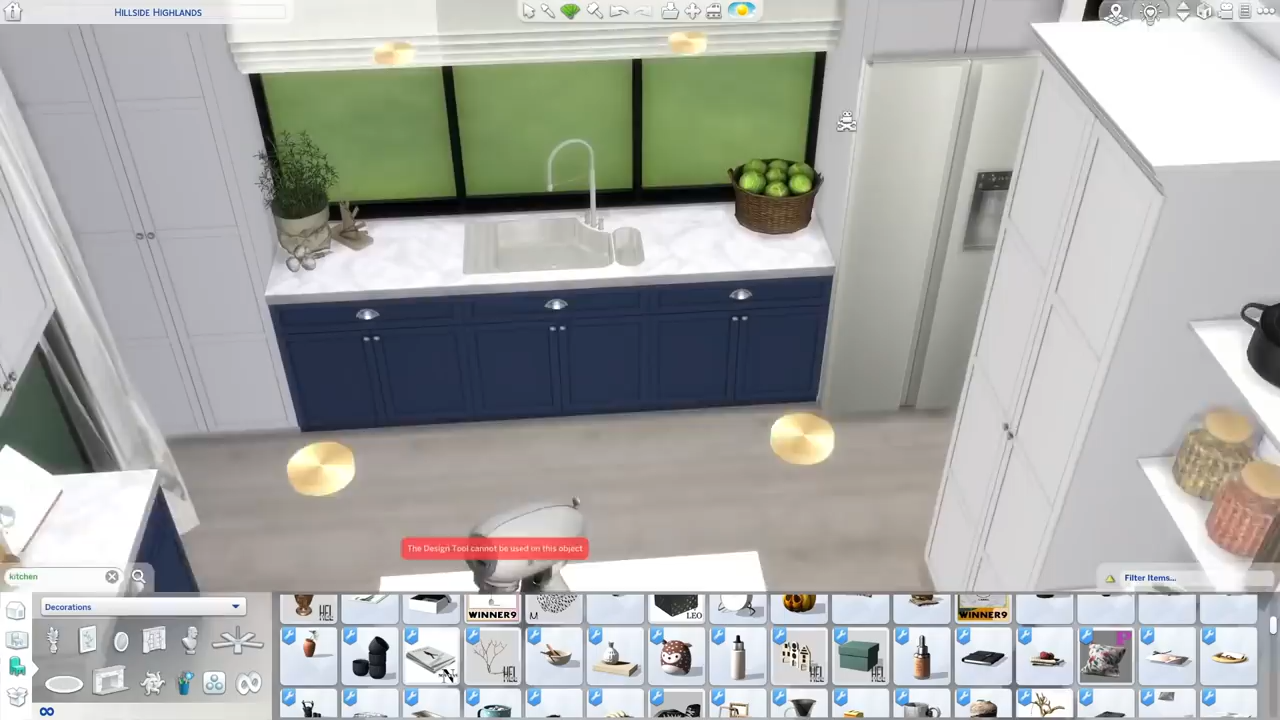 HILLSIDE HIGHLANDS
The Design Tool cannot be used on this object
kitchen
Filter Items...
Decorations
HEL
WINNER9
M
LEO
WINNER9
HEL
HEL
HEL